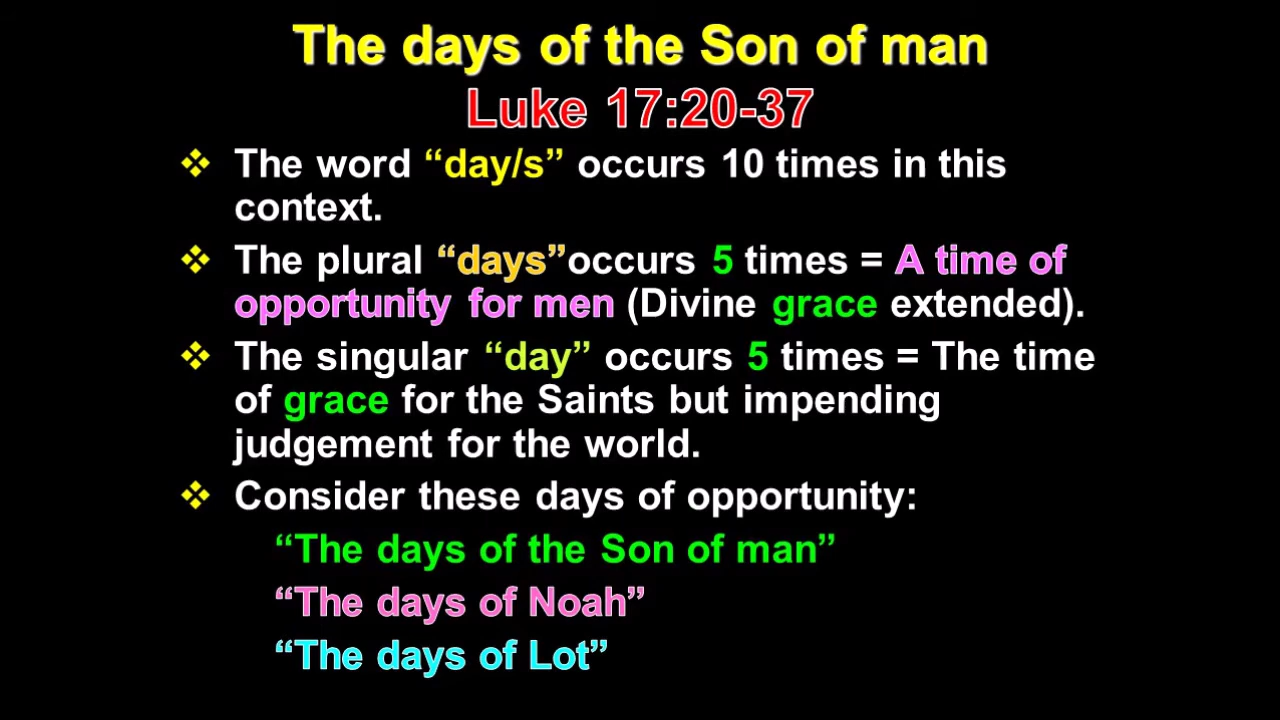 The days of the Son of man
Luke 17:20-37
❖ The word “day/s” occurs 10 times in this
context.
❖ The plural “days”occurs 5 times = A time of
opportunity for men (Divine grace extended).
❖ The singular “day” occurs 5 times = The time
of grace for the Saints but impending
judgement for the world.
❖ Consider these days of opportunity:
“The days of the Son of man”
“The days of Noah”
“The days of Lot”